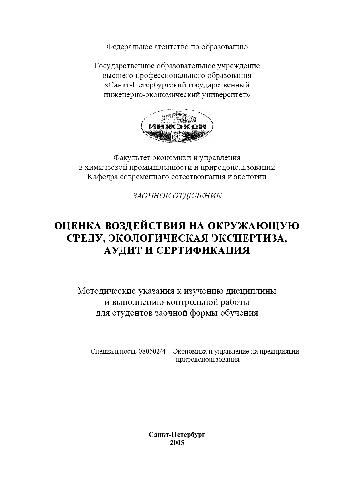 Федеральное агентство по образованию
Государственное образовательное учреждение
высшего профессионального образования
«Санкт-Петербургский государственный
инженерно-экономический университет»
ИНЖЭКОН
Факультет экономики и управления
в химической промышленности и природопользовании
Кафедра современного естествознания и экологии
ЗАОЧНОЕ ОТДЕЛЕНИЕ
ОЦЕНКА ВОЗДЕЙСТВИЯ НА ОКРУЖАЮЩУЮ
СРЕДУ, ЭКОЛОГИЧЕСКАЯ ЭКСПЕРТИЗА,
АУДИТ И СЕРТИФИКАЦИЯ
Методические указания к изучению дисциплины
и выполнению контрольной работы
для студентов заочной формы обучения
Специальность 080502/4 – Экономика и управление на предприятии
природопользования
Санкт-Петербург
2005